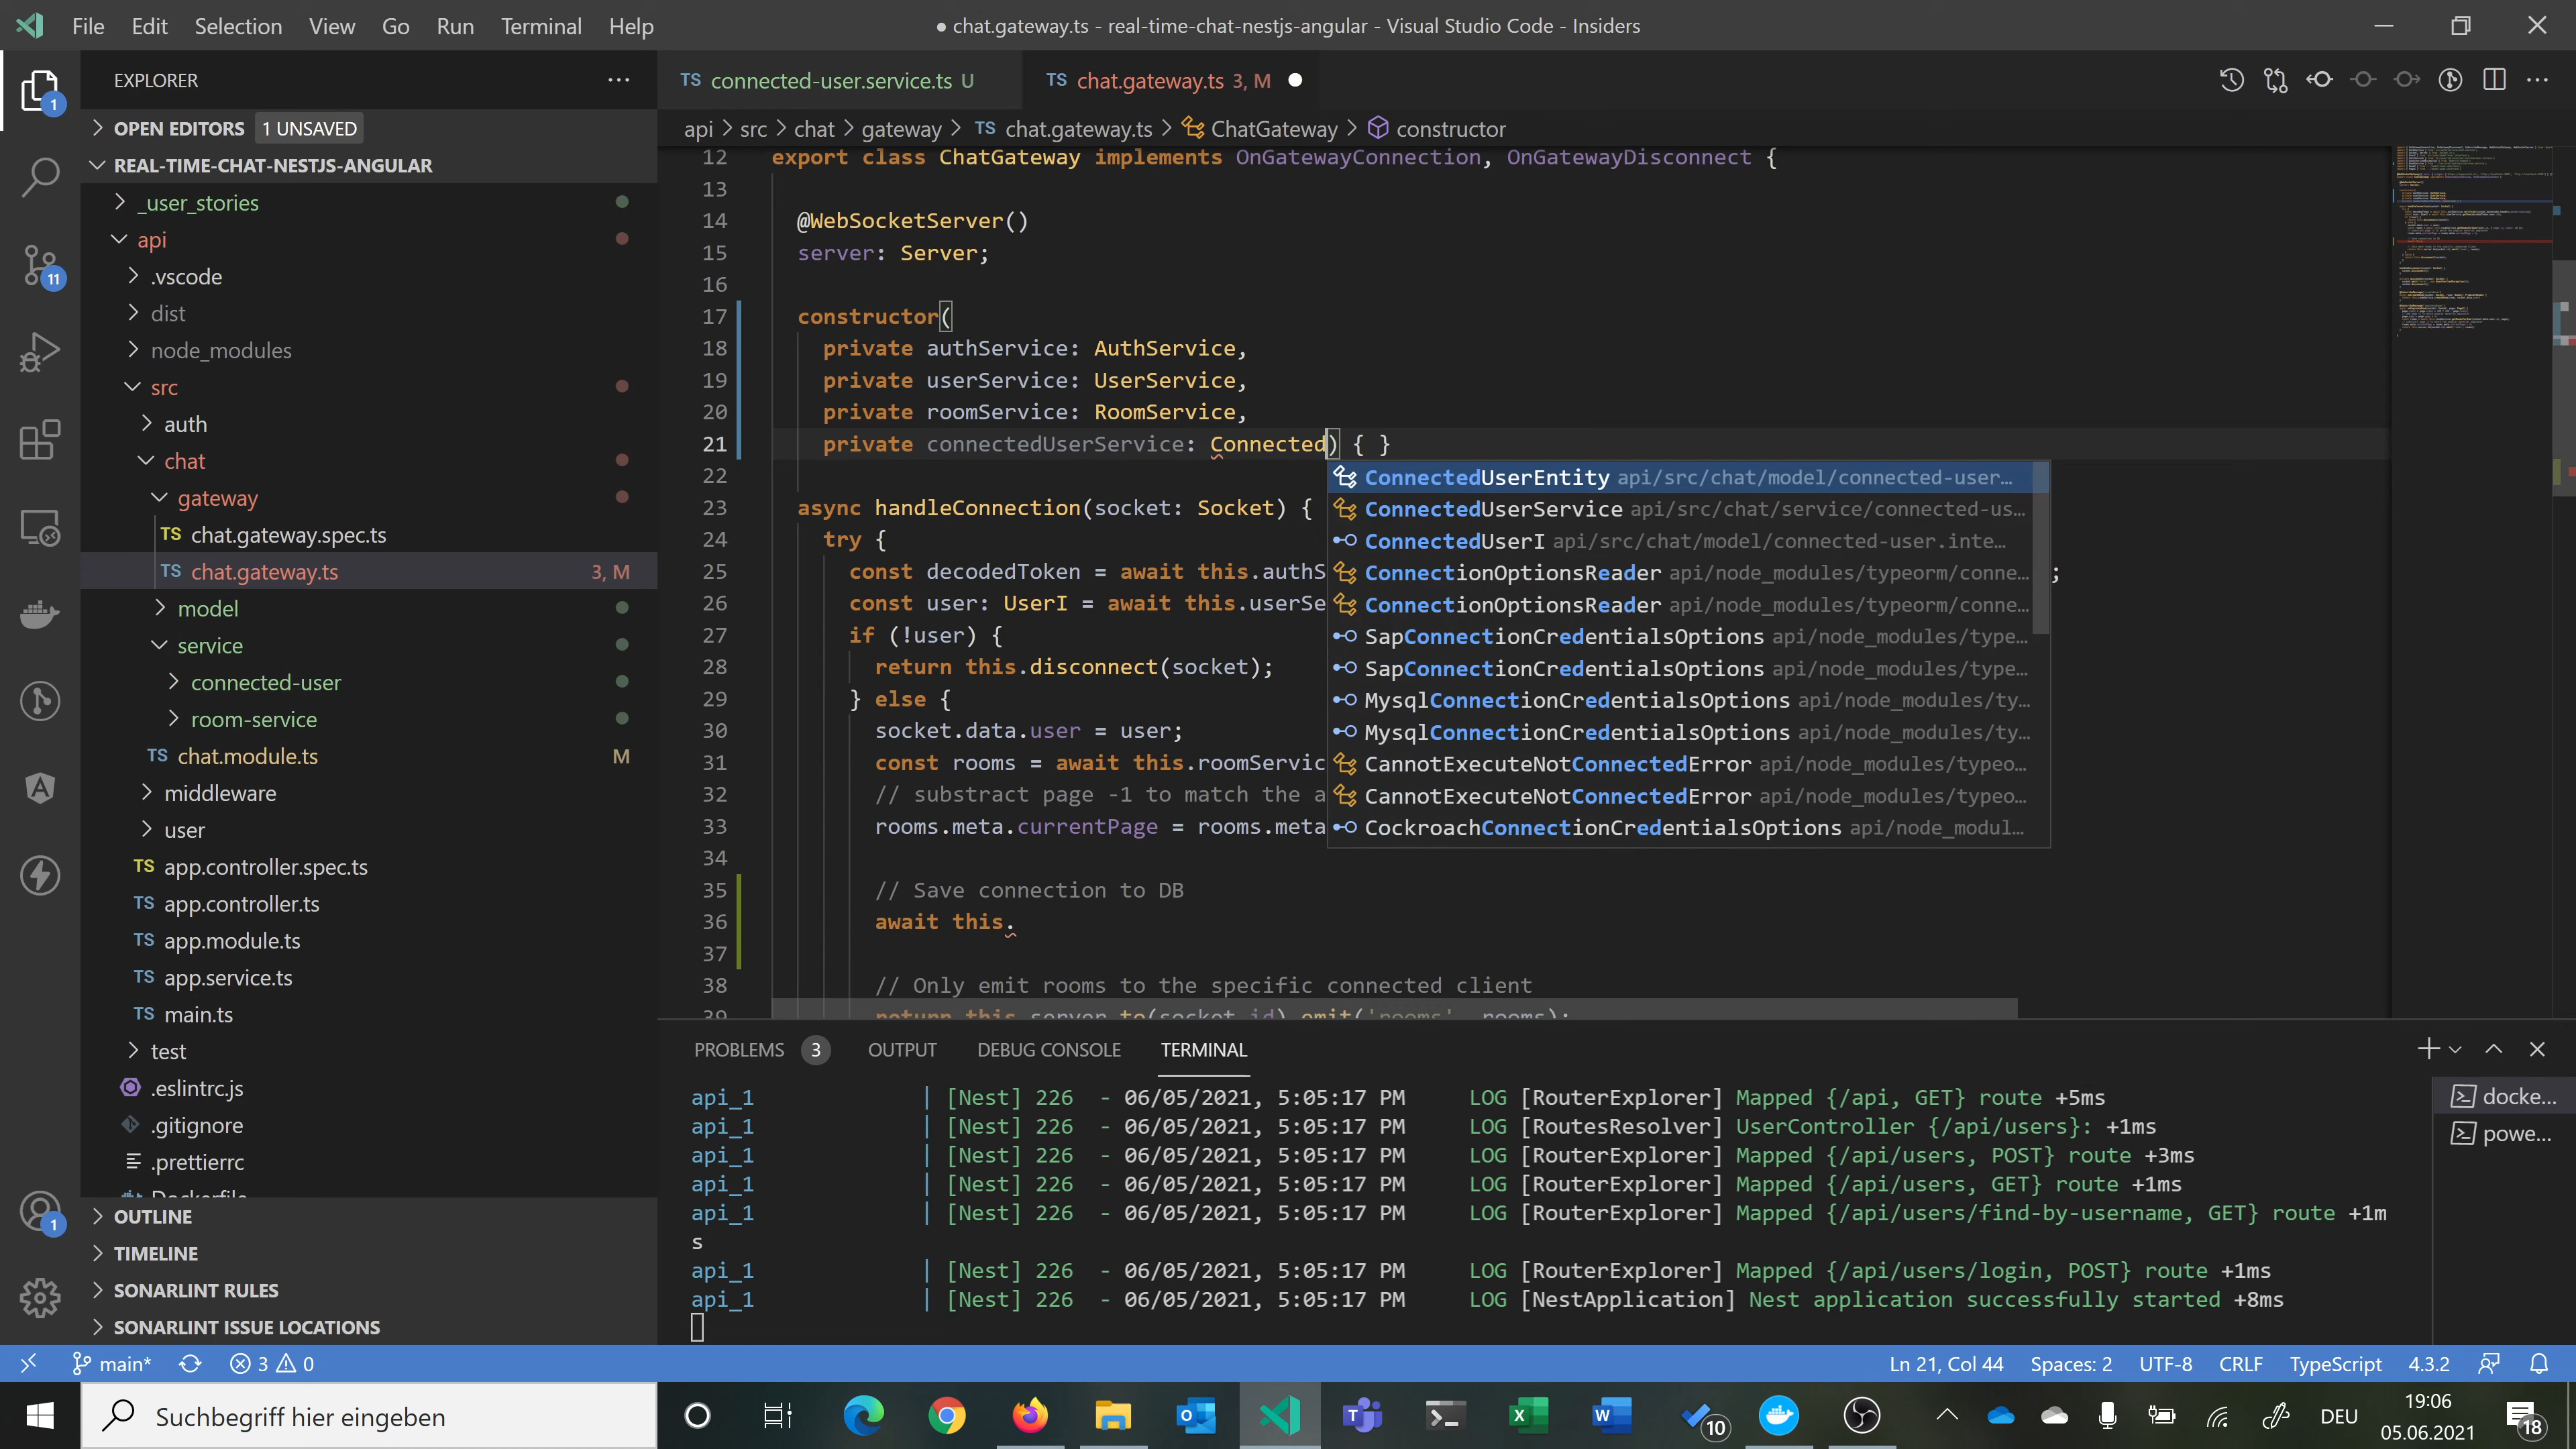 File Edit Selection View Go Run Terminal Help
● chat.gateway.ts - real-time-chat-nestjs-angular - Visual Studio Code - Insiders
EXPLORER
OPEN EDITORS 1 UNSAVED
REAL-TIME-CHAT-NESTJS-ANGULAR
_user_stories
api
.vscode
dist
node_modules
src
auth
chat
gateway
TS chat.gateway.spec.ts
TS chat.gateway.ts 3, M
model
service
connected-user
room-service
TS chat.module.ts M
middleware
user
TS app.controller.spec.ts
TS app.controller.ts
TS app.module.ts
TS app.service.ts
TS main.ts
test
.eslintrc.js
.gitignore
.prettierrc
Dockerfile
OUTLINE
TIMELINE
SONARLINT RULES
SONARLINT ISSUE LOCATIONS
1
11
1
TS connected-user.service.ts U
TS chat.gateway.ts 3, M
api > src > chat > gateway > TS chat.gateway.ts > ChatGateway > constructor
12 export class ChatGateway implements OnGatewayConnection, OnGatewayDisconnect {
13
14 @WebSocketServer()
15 server: Server;
16
17 constructor(
18 private authService: AuthService,
19 private userService: UserService,
20 private roomService: RoomService,
21 private connectedUserService: Connected) { }
22
23 async handleConnection(socket: Socket) {
24 try {
25 const decodedToken = await this.authS ;
26 const user: UserI = await this.userSe
27 if (!user) {
28 return this.disconnect(socket);
29 } else {
30 socket.data.user = user;
31 const rooms = await this.roomServic
32 // substract page -1 to match the a
33 rooms.meta.currentPage = rooms.meta
34
35 // Save connection to DB
36 await this.
37
38 // Only emit rooms to the specific connected client
39 return this.server.to(socket.id).emit('rooms', rooms);
ConnectedUserEntity api/src/chat/model/connected-user...
ConnectedUserService api/src/chat/service/connected-us...
ConnectedUserI api/src/chat/model/connected-user.inte...
ConnectionOptionsReader api/node_modules/typeorm/conne...
ConnectionOptionsReader api/node_modules/typeorm/conne...
SapConnectionCredentialsOptions api/node_modules/type...
SapConnectionCredentialsOptions api/node_modules/type...
MysqlConnectionCredentialsOptions api/node_modules/ty...
MysqlConnectionCredentialsOptions api/node_modules/ty...
CannotExecuteNotConnectedError api/node_modules/typeo...
CannotExecuteNotConnectedError api/node_modules/typeo...
CockroachConnectionCredentialsOptions api/node_modul...
PROBLEMS 3 OUTPUT DEBUG CONSOLE TERMINAL
api_1 | [Nest] 226 - 06/05/2021, 5:05:17 PM LOG [RouterExplorer] Mapped {/api, GET} route +5ms
api_1 | [Nest] 226 - 06/05/2021, 5:05:17 PM LOG [RoutesResolver] UserController {/api/users}: +1ms
api_1 | [Nest] 226 - 06/05/2021, 5:05:17 PM LOG [RouterExplorer] Mapped {/api/users, POST} route +3ms
api_1 | [Nest] 226 - 06/05/2021, 5:05:17 PM LOG [RouterExplorer] Mapped {/api/users, GET} route +1ms
api_1 | [Nest] 226 - 06/05/2021, 5:05:17 PM LOG [RouterExplorer] Mapped {/api/users/find-by-username, GET} route +1m
s
api_1 | [Nest] 226 - 06/05/2021, 5:05:17 PM LOG [RouterExplorer] Mapped {/api/users/login, POST} route +1ms
api_1 | [Nest] 226 - 06/05/2021, 5:05:17 PM LOG [NestApplication] Nest application successfully started +8ms
docke...
powe...
main* 3 0 Ln 21, Col 44 Spaces: 2 UTF-8 CRLF TypeScript 4.3.2
Suchbegriff hier eingeben
10
DEU
19:06
05.06.2021
18